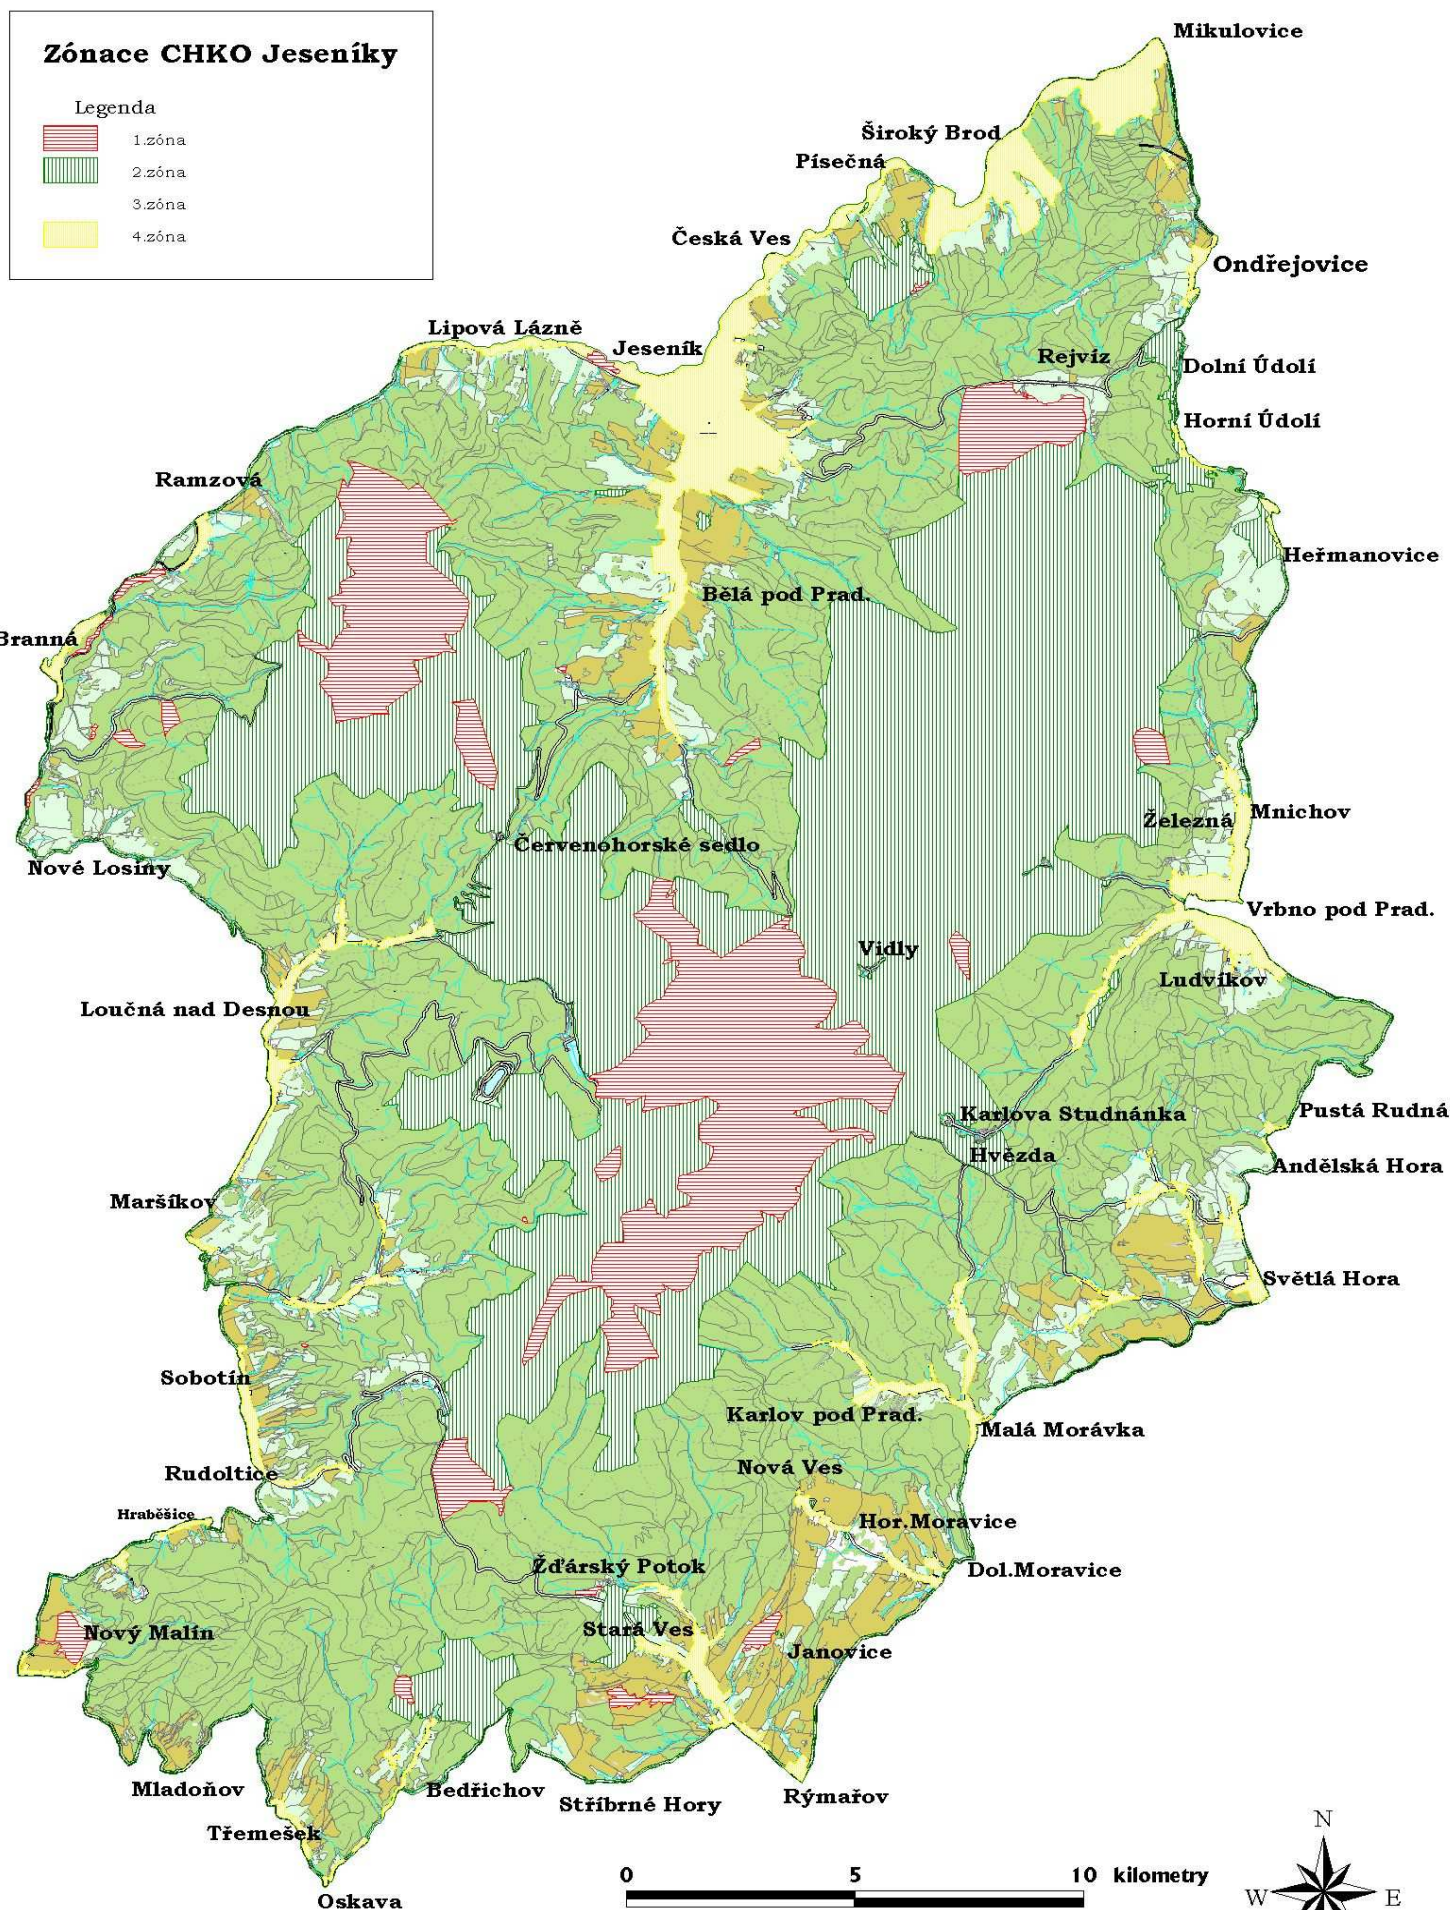 Zónace CHKO Jeseníky
Legenda
1.zóna
2.zóna
3.zóna
4.zóna
Mikulovice
Široký Brod
Písečná
Česká Ves
Ondřejovice
Lipová Lázně
Jeseník
Rejvíz
Dolní Údolí
Horní Údolí
Ramzová
Heřmanovice
Bělá pod Prad.
Branná
Mnichov
Železná
Červenohorské sedlo
Nové Losiny
Vrbno pod Prad.
Vidly
Ludvíkov
Loučná nad Desnou
Karlova Studnánka
Pustá Rudná
Hvězda
Andělská Hora
Maršíkov
Světlá Hora
Sobotín
Karlov pod Prad.
Malá Morávka
Nová Ves
Rudoltice
Hraběšice
Hor.Moravice
Žďárský Potok
Dol.Moravice
Stará Ves
Nový Malín
Janovice
Mladoňov
Bedřichov
Stříbrné Hory
Rýmařov
Třemešek
Oskava
0 5 10 kilometry
N
W E